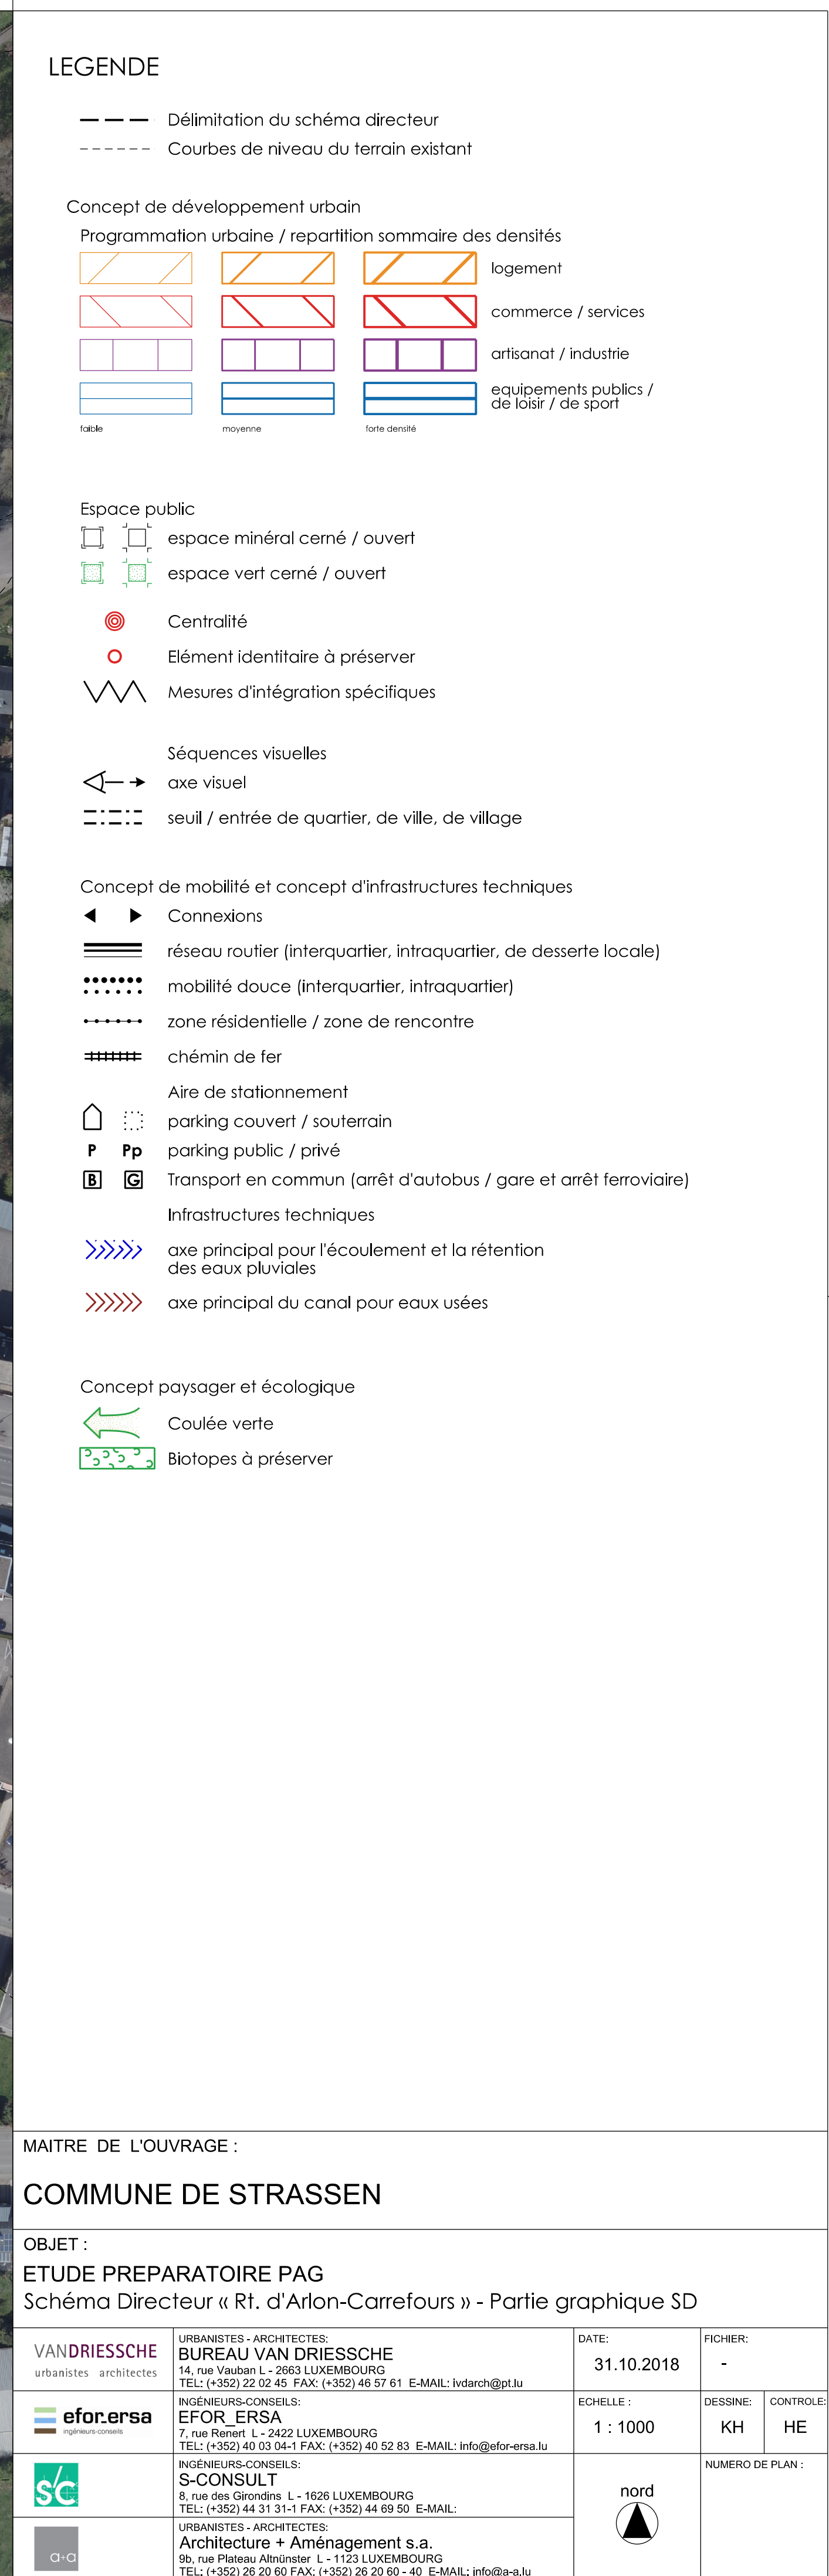 LEGENDE
Délimitation du schéma directeur
Courbes de niveau du terrain existant
Concept de développement urbain
Programmation urbaine / repartition sommaire des densités
logement
commerce / services
artisanat / industrie
equipements publics /
de loisir / de sport
faible moyenne forte densité
Espace public
espace minéral cerné / ouvert
espace vert cerné / ouvert
Centralité
Elément identitaire à préserver
Mesures d'intégration spécifiques
Séquences visuelles
axe visuel
seuil / entrée de quartier, de ville, de village
Concept de mobilité et concept d'infrastructures techniques
Connexions
réseau routier (interquartier, intraquartier, de desserte locale)
mobilité douce (interquartier, intraquartier)
zone résidentielle / zone de rencontre
chémin de fer
Aire de stationnement
parking couvert / souterrain
P Pp parking public / privé
B G Transport en commun (arrêt d'autobus / gare et arrêt ferroviaire)
Infrastructures techniques
axe principal pour l'écoulement et la rétention
des eaux pluviales
axe principal du canal pour eaux usées
Concept paysager et écologique
Coulée verte
Biotopes à préserver
MAITRE DE L'OUVRAGE :
COMMUNE DE STRASSEN
OBJET :
ETUDE PREPARATOIRE PAG
Schéma Directeur « Rt. d'Arlon-Carrefours » - Partie graphique SD
VANDRIESSCHE
urbanistes architectes
URBANISTES - ARCHITECTES:
BUREAU VAN DRIESSCHE
14, rue Vauban L - 2663 LUXEMBOURG
TEL: (+352) 22 02 45 FAX: (+352) 46 57 61 E-MAIL: ivdarch@pt.lu
DATE:
31.10.2018
FICHIER:
-
efor_ersa
ingénieurs-conseils
INGÉNIEURS-CONSEILS:
EFOR_ERSA
7, rue Renert L - 2422 LUXEMBOURG
TEL: (+352) 40 03 04-1 FAX: (+352) 40 52 83 E-MAIL: info@efor-ersa.lu
ECHELLE :
1 : 1000
DESSINE:
KH
CONTROLE:
HE
s/c
INGÉNIEURS-CONSEILS:
S-CONSULT
8, rue des Girondins L - 1626 LUXEMBOURG
TEL: (+352) 44 31 31-1 FAX: (+352) 44 69 50 E-MAIL:
nord
NUMERO DE PLAN :
a+a
URBANISTES - ARCHITECTES:
Architecture + Aménagement s.a.
9b, rue Plateau Altnünster L - 1123 LUXEMBOURG
TEL: (+352) 26 20 60 FAX: (+352) 26 20 60 - 40 E-MAIL: info@a-a.lu